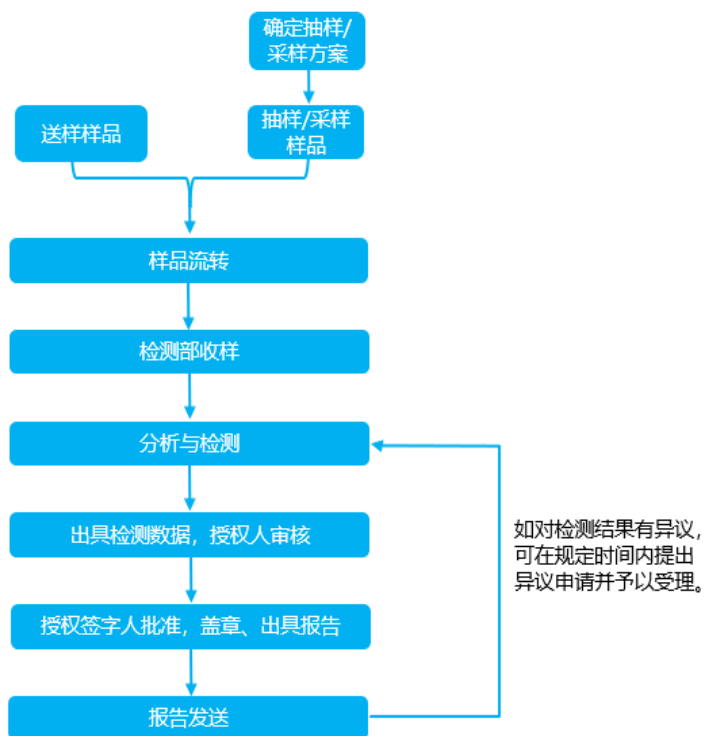 确定抽样/
采样方案
送样样品
抽样/采样
样品
样品流转
检测部收样
分析与检测
出具检测数据，授权人审核
如对检测结果有异议，
可在规定时间内提出
异议申请并予以受理。
授权签字人批准，盖章、出具报告
报告发送